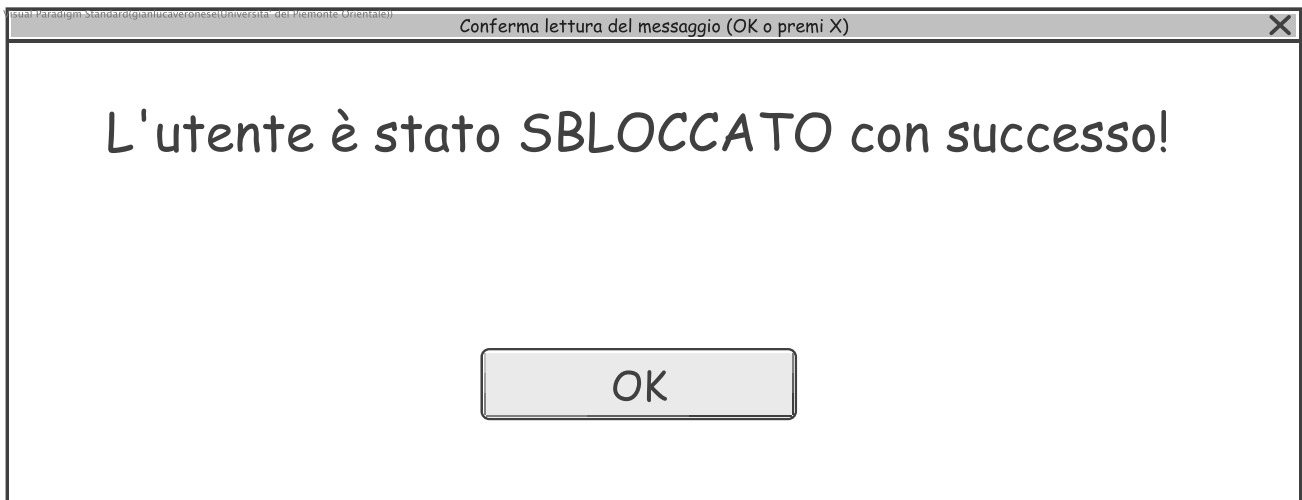 Visual Paradigm Standard(gianlucaveronese(Universita' del Piemonte Orientale))
Conferma lettura del messaggio (OK o premi X)
L'utente è stato SBLOCCATO con successo!
OK